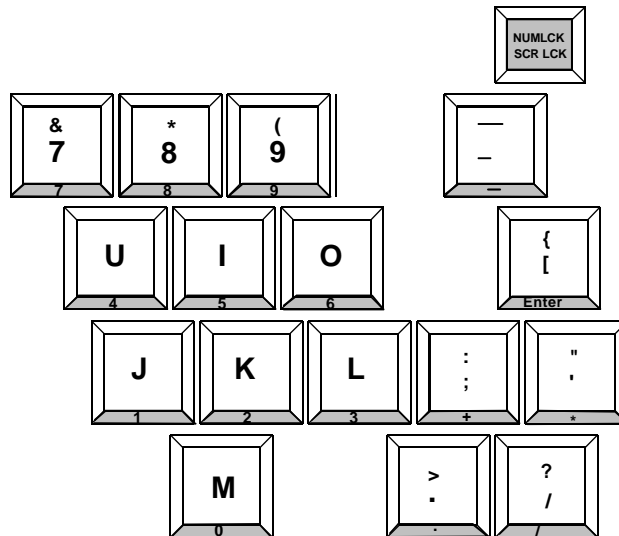 NUMLCK
SCR LCK
& * ( —
7 8 9 –
7 8 9 —
U I O {
[
4 5 6 Enter
J K L : "
; '
1 2 3 + *
M > ?
. /
0 . /